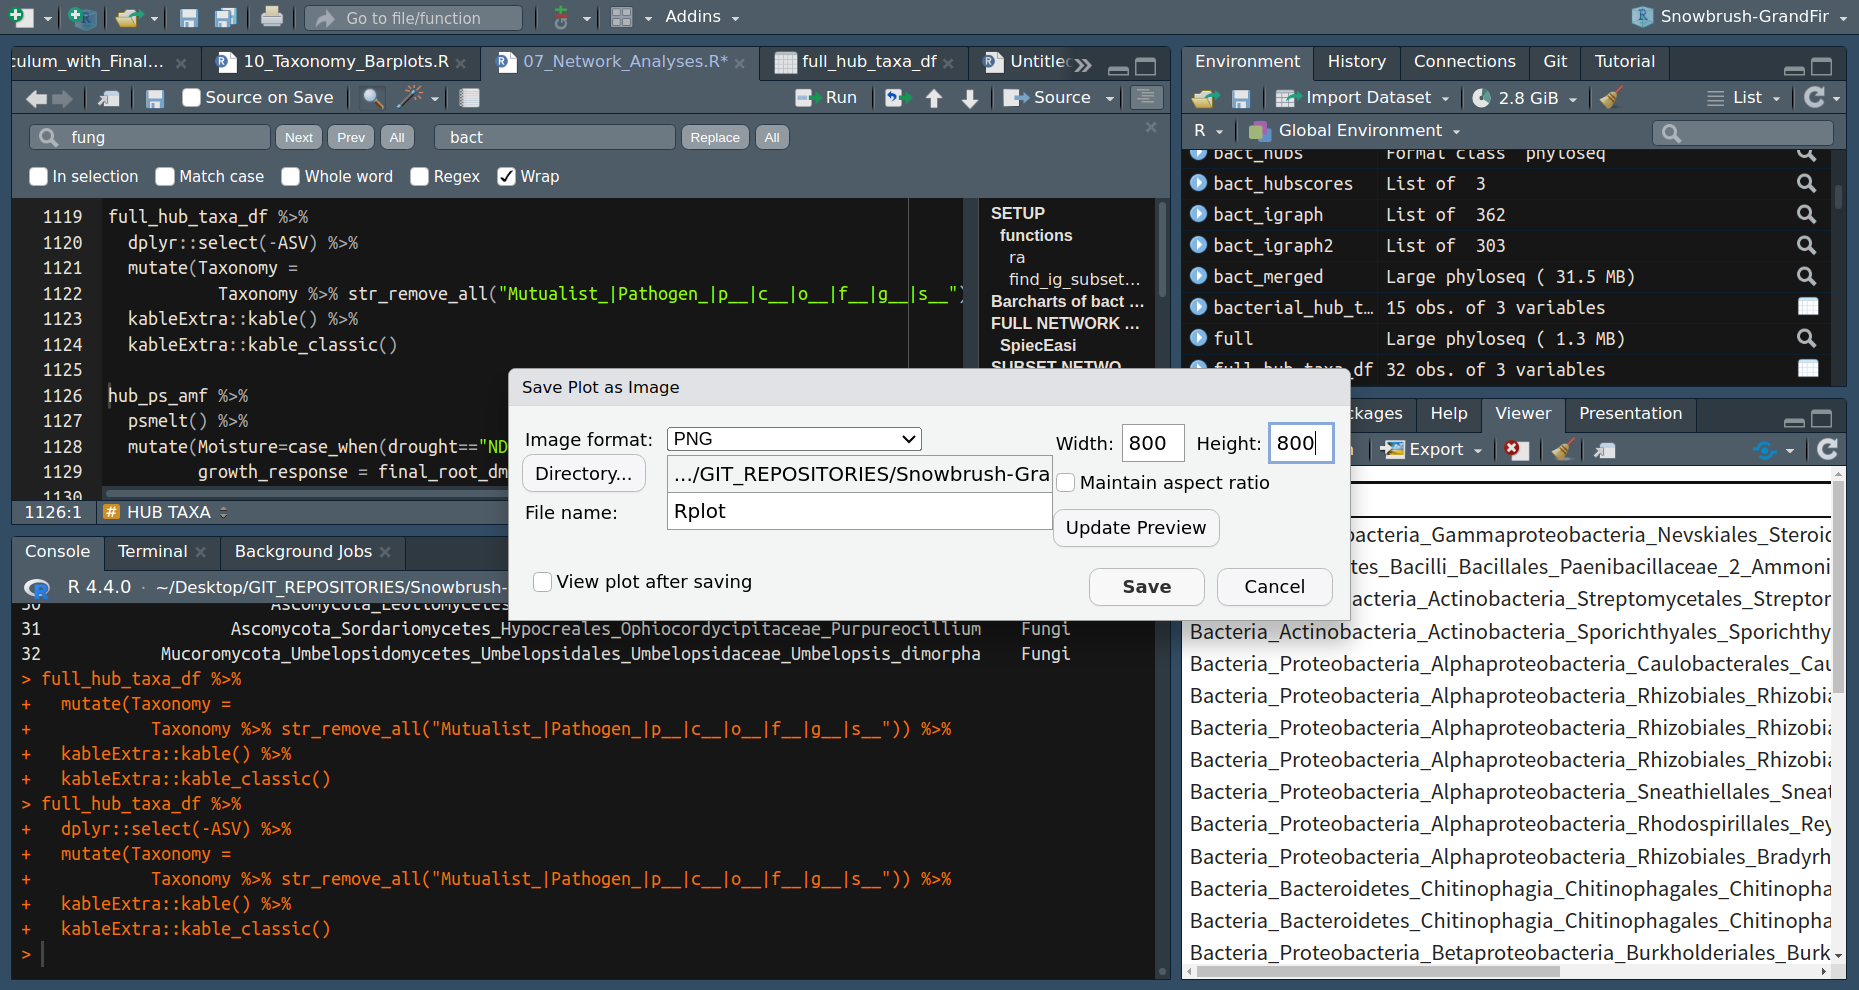 Go to file/function
Addins
Snowbrush-GrandFir
culum_with_Final...
10_Taxonomy_Barplots.R
07_Network_Analyses.R*
full_hub_taxa_df
Source on Save
Run
Source
fung
Next
Prev
All
bact
Replace
All
In selection
Match case
Whole word
Regex
Wrap
1119 full_hub_taxa_df %>%
1120 dplyr::select(-ASV) %>%
1121 mutate(Taxonomy =
1122 Taxonomy %>% str_remove_all("Mutualist_|Pathogen_|p__|c__|o__|f__|g__|s__")
1123 kableExtra::kable() %>%
1124 kableExtra::kable_classic()
1125
1126 hub_ps_amf %>%
1127 psmelt() %>%
1128 mutate(Moisture=case_when(drought=="ND
1129 growth_response = final_root_dm
1130
SETUP
functions
ra
find_ig_subset...
Barcharts of bact ...
FULL NETWORK ...
SpiecEasi
SUBSET NETWO
1126:1
# HUB TAXA
Console
Terminal
Background Jobs
R 4.4.0 · ~/Desktop/GIT_REPOSITORIES/Snowbrush-
30 Ascomycota_Leotiomycetes
31 Ascomycota_Sordariomycetes_Hypocreales_Ophiocordycipitaceae_Purpureocillium Fungi
32 Mucoromycota_Umbelopsidomycetes_Umbelopsidales_Umbelopsidaceae_Umbelopsis_dimorpha Fungi
> full_hub_taxa_df %>%
+ mutate(Taxonomy =
+ Taxonomy %>% str_remove_all("Mutualist_|Pathogen_|p__|c__|o__|f__|g__|s__")) %>%
+ kableExtra::kable() %>%
+ kableExtra::kable_classic()
> full_hub_taxa_df %>%
+ dplyr::select(-ASV) %>%
+ mutate(Taxonomy =
+ Taxonomy %>% str_remove_all("Mutualist_|Pathogen_|p__|c__|o__|f__|g__|s__")) %>%
+ kableExtra::kable() %>%
+ kableExtra::kable_classic()
>
Save Plot as Image
Image format: PNG
Directory...
.../GIT_REPOSITORIES/Snowbrush-Gra
File name: Rplot
Width: 800 Height: 800
Maintain aspect ratio
Update Preview
View plot after saving
Save
Cancel
Environment
History
Connections
Git
Tutorial
Import Dataset
2.8 GiB
List
R
Global Environment
bact_hubs Formal class phyloseq
bact_hubscores List of 3
bact_igraph List of 362
bact_igraph2 List of 303
bact_merged Large phyloseq ( 31.5 MB)
bacterial_hub_t... 15 obs. of 3 variables
full Large phyloseq ( 1.3 MB)
full_hub_taxa_df 32 obs. of 3 variables
ckages
Help
Viewer
Presentation
Export
bacteria_Gammaproteobacteria_Nevskiales_Steroid
tes_Bacilli_Bacillales_Paenibacillaceae_2_Ammoni
acteria_Actinobacteria_Streptomycetales_Strepton
Bacteria_Actinobacteria_Actinobacteria_Sporichthyales_Sporichthy
Bacteria_Proteobacteria_Alphaproteobacteria_Caulobacterales_Cau
Bacteria_Proteobacteria_Alphaproteobacteria_Rhizobiales_Rhizobia
Bacteria_Proteobacteria_Alphaproteobacteria_Rhizobiales_Rhizobia
Bacteria_Proteobacteria_Alphaproteobacteria_Rhizobiales_Rhizobia
Bacteria_Proteobacteria_Alphaproteobacteria_Sneathiellales_Sneat
Bacteria_Proteobacteria_Alphaproteobacteria_Rhodospirillales_Rey
Bacteria_Proteobacteria_Alphaproteobacteria_Rhizobiales_Bradyrh
Bacteria_Bacteroidetes_Chitinophagia_Chitinophagales_Chitinopha
Bacteria_Bacteroidetes_Chitinophagia_Chitinophagales_Chitinopha
Bacteria_Proteobacteria_Betaproteobacteria_Burkholderiales_Burk